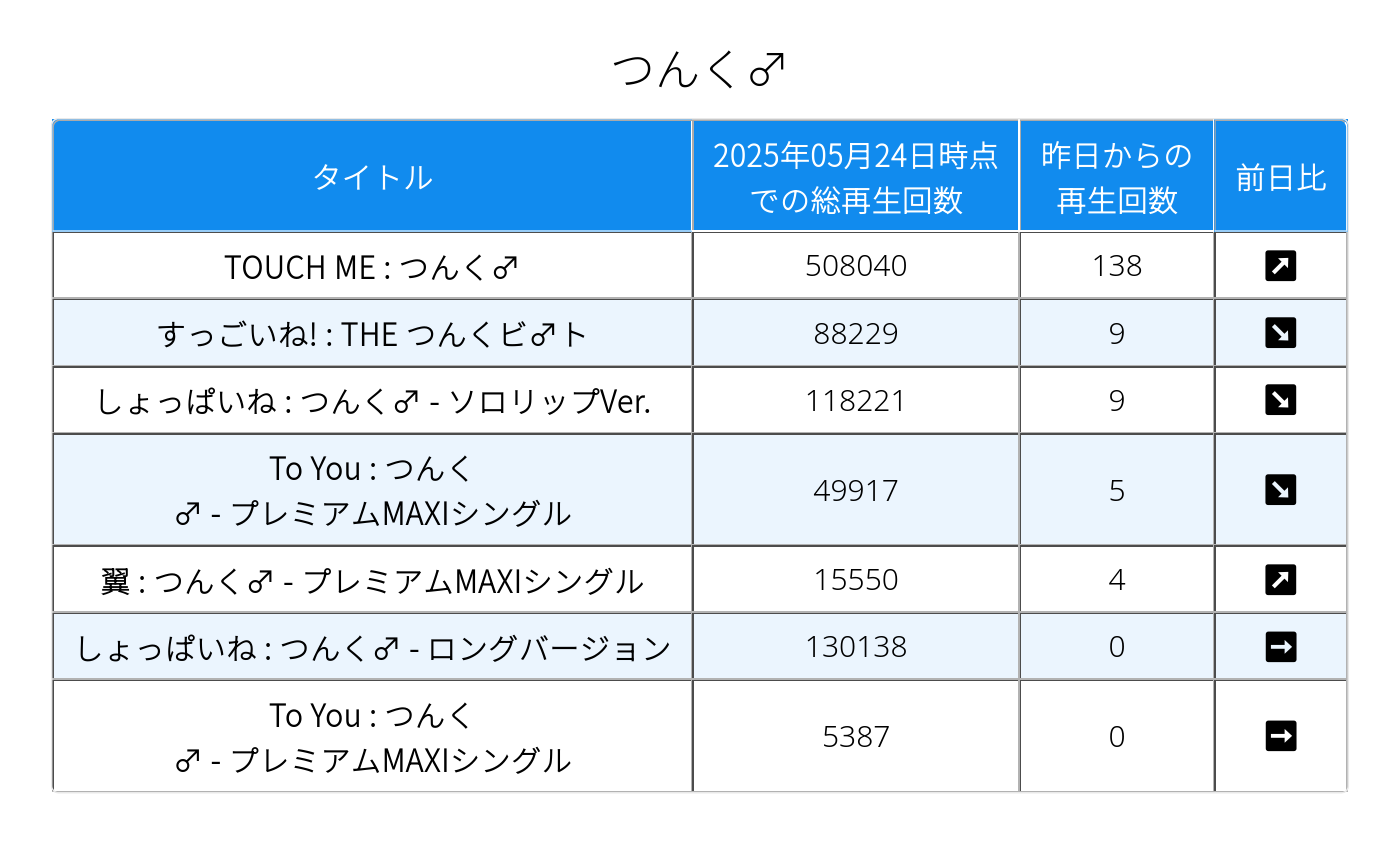 つんく♂
タイトル
2025年05月24日時点
での総再生回数
昨日からの
再生回数
前日比
TOUCH ME : つんく♂
508040
138
↗
すっごいね! : THE つんくビ♂ト
88229
9
↘
しょっぱいね : つんく♂ - ソロリップVer.
118221
9
↘
To You : つんく
♂ - プレミアムMAXIシングル
49917
5
↘
翼 : つんく♂ - プレミアムMAXIシングル
15550
4
↗
しょっぱいね : つんく♂ - ロングバージョン
130138
0
→
To You : つんく
♂ - プレミアムMAXIシングル
5387
0
→